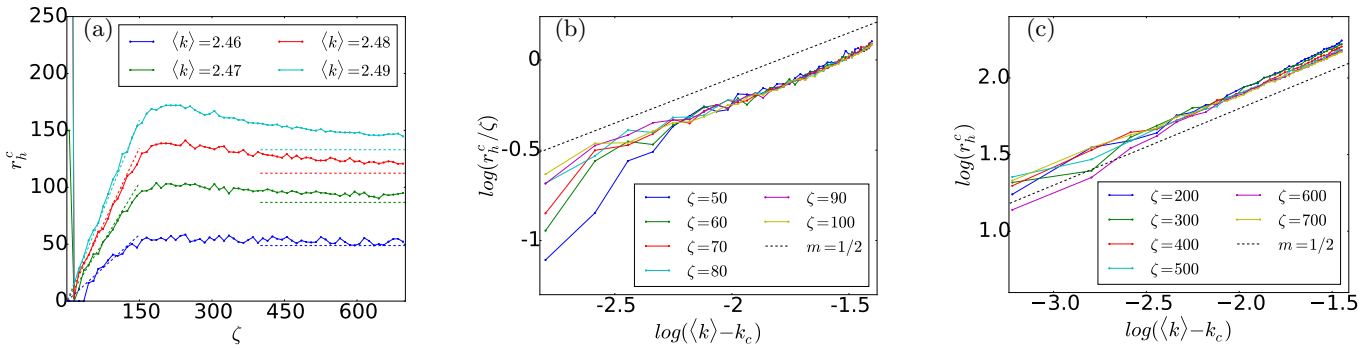 (a)
⟨k⟩=2.46
⟨k⟩=2.47
⟨k⟩=2.48
⟨k⟩=2.49
250
200
150
100
50
0
r_h^c
0 150 300 450 600
ζ
(b)
0
-0.5
-1
log(r_h^c/ζ)
ζ=50
ζ=60
ζ=70
ζ=80
ζ=90
ζ=100
m=1/2
-2.5 -2 -1.5
log(⟨k⟩−k_c)
(c)
2.0
1.5
1.0
log(r_h^c)
ζ=200
ζ=300
ζ=400
ζ=500
ζ=600
ζ=700
m=1/2
−3.0 −2.5 −2.0 −1.5
log(⟨k⟩−k_c)